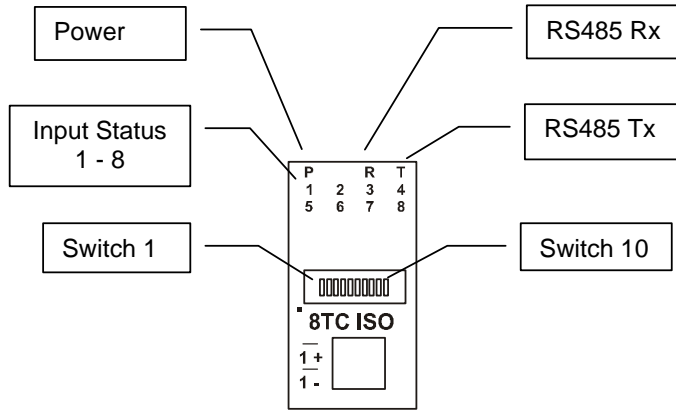 Power
RS485 Rx
Input Status
1 - 8
RS485 Tx
P R T
1 2 3 4
5 6 7 8
Switch 1
Switch 10
8TC ISO
1 +
1 -